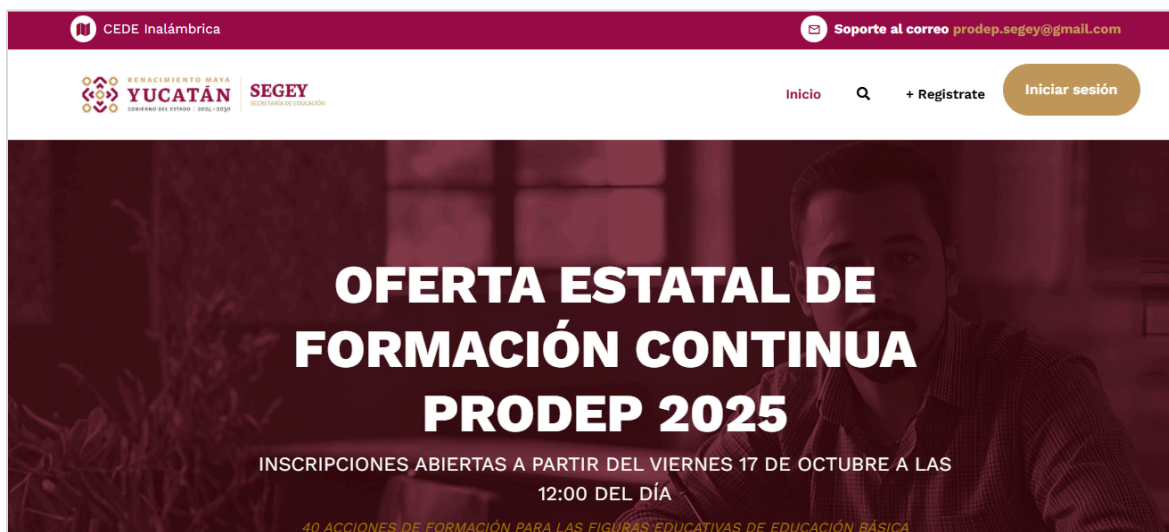 CEDE Inalámbrica
Soporte al correo prodep.segey@gmail.com
RENACIMIENTO MAYA
YUCATÁN
GOBIERNO DEL ESTADO | 2024 - 2030
SEGEY
SECRETARÍA DE EDUCACIÓN
Inicio
+ Registrate
Iniciar sesión
OFERTA ESTATAL DE
FORMACIÓN CONTINUA
PRODEP 2025
INSCRIPCIONES ABIERTAS A PARTIR DEL VIERNES 17 DE OCTUBRE A LAS
12:00 DEL DÍA
40 ACCIONES DE FORMACIÓN PARA LAS FIGURAS EDUCATIVAS DE EDUCACIÓN BÁSICA